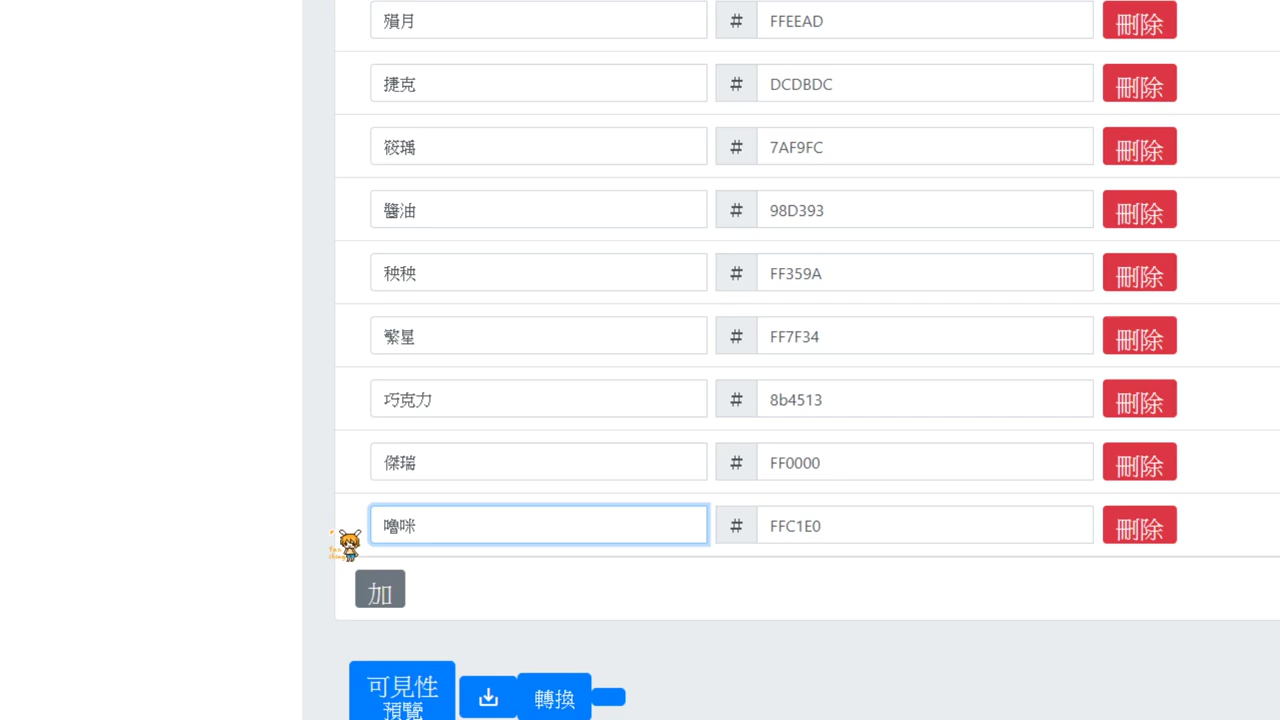 殞月 # FFEEAD 刪除
捷克 # DCDBDC 刪除
筱瑀 # 7AF9FC 刪除
醬油 # 98D393 刪除
秧秧 # FF359A 刪除
繁星 # FF7F34 刪除
巧克力 # 8b4513 刪除
傑瑞 # FF0000 刪除
嚕咪 # FFC1E0 刪除
加
可見性
預覽
轉換